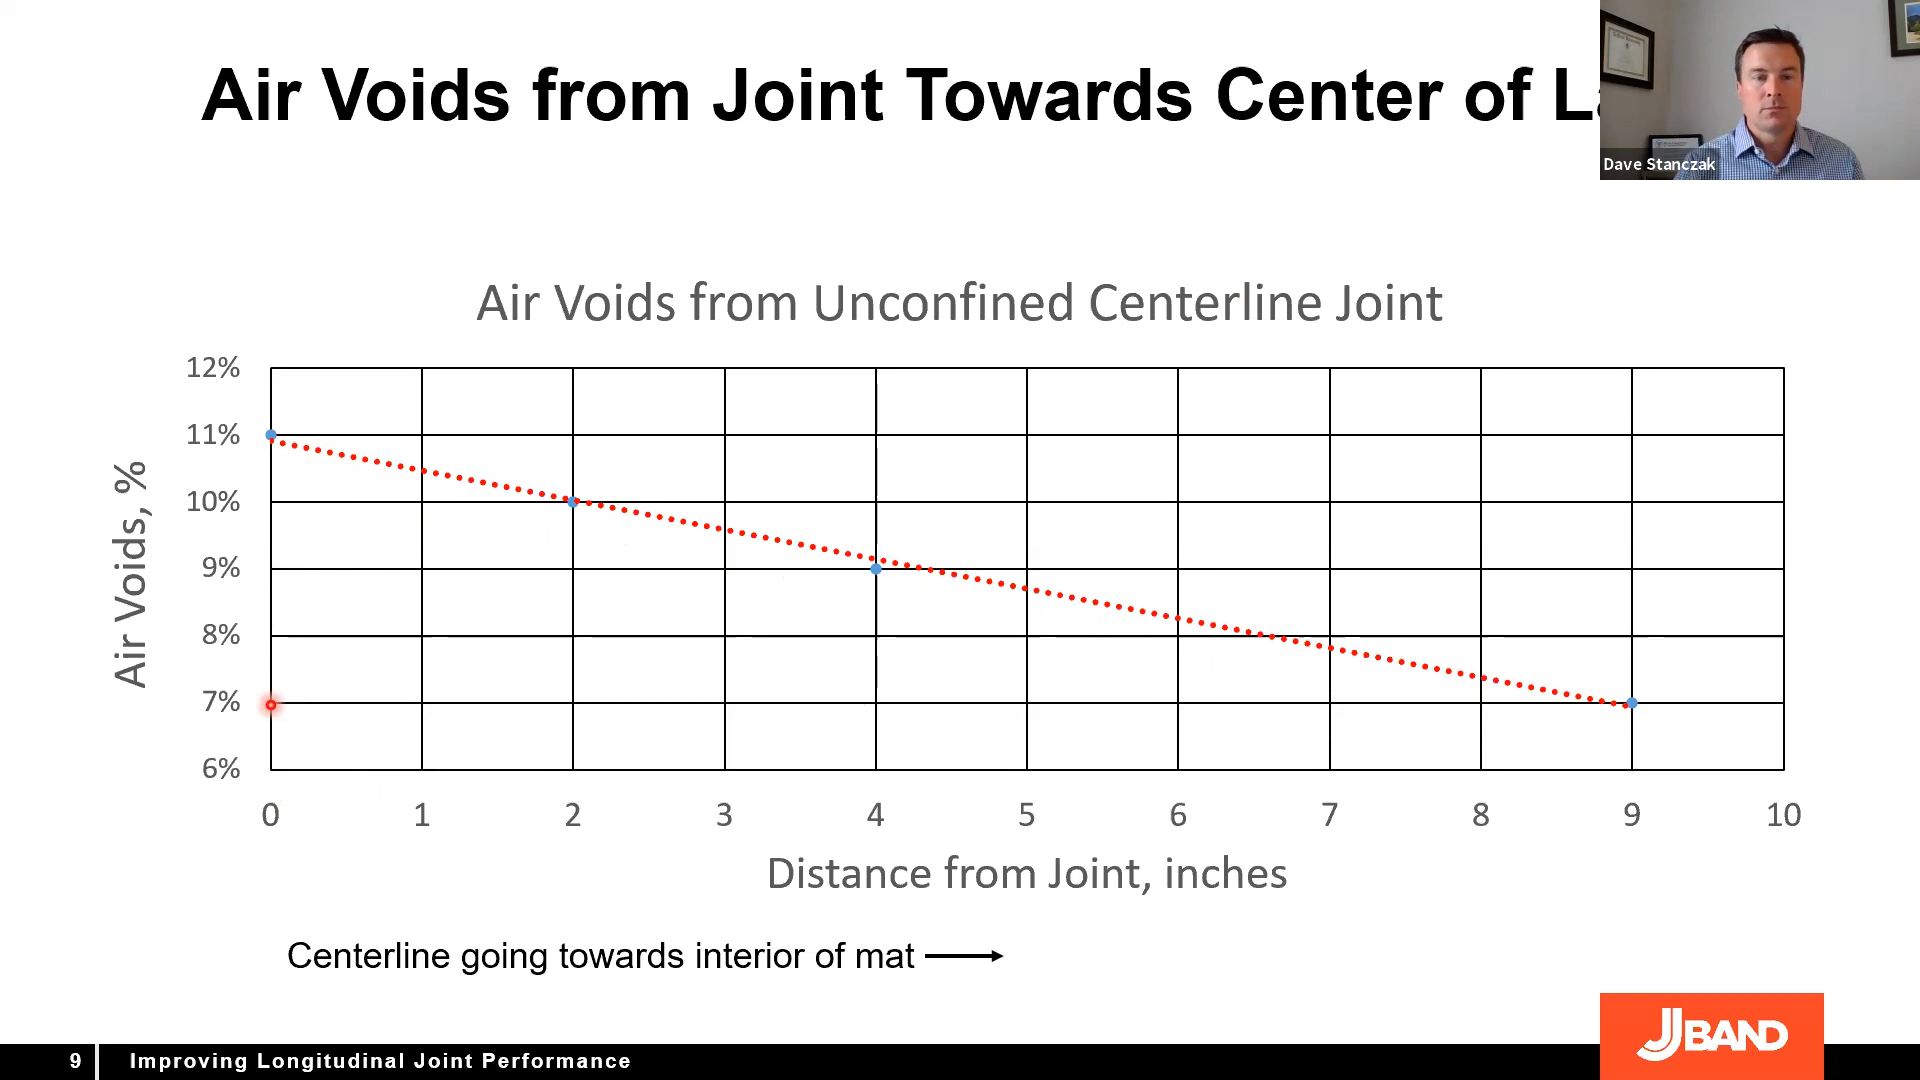 Air Voids from Joint Towards Center of L
Dave Stanczak
Air Voids from Unconfined Centerline Joint
12%
11%
10%
9%
8%
7%
6%
Air Voids, %
0 1 2 3 4 5 6 7 8 9 10
Distance from Joint, inches
Centerline going towards interior of mat
JBAND
9 Improving Longitudinal Joint Performance